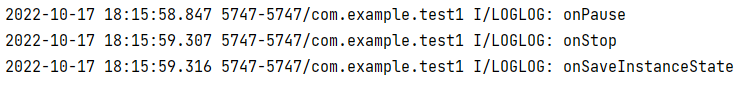 2022-10-17 18:15:58.847 5747-5747/com.example.test1 I/LOGLOG: onPause
2022-10-17 18:15:59.307 5747-5747/com.example.test1 I/LOGLOG: onStop
2022-10-17 18:15:59.316 5747-5747/com.example.test1 I/LOGLOG: onSaveInstanceState